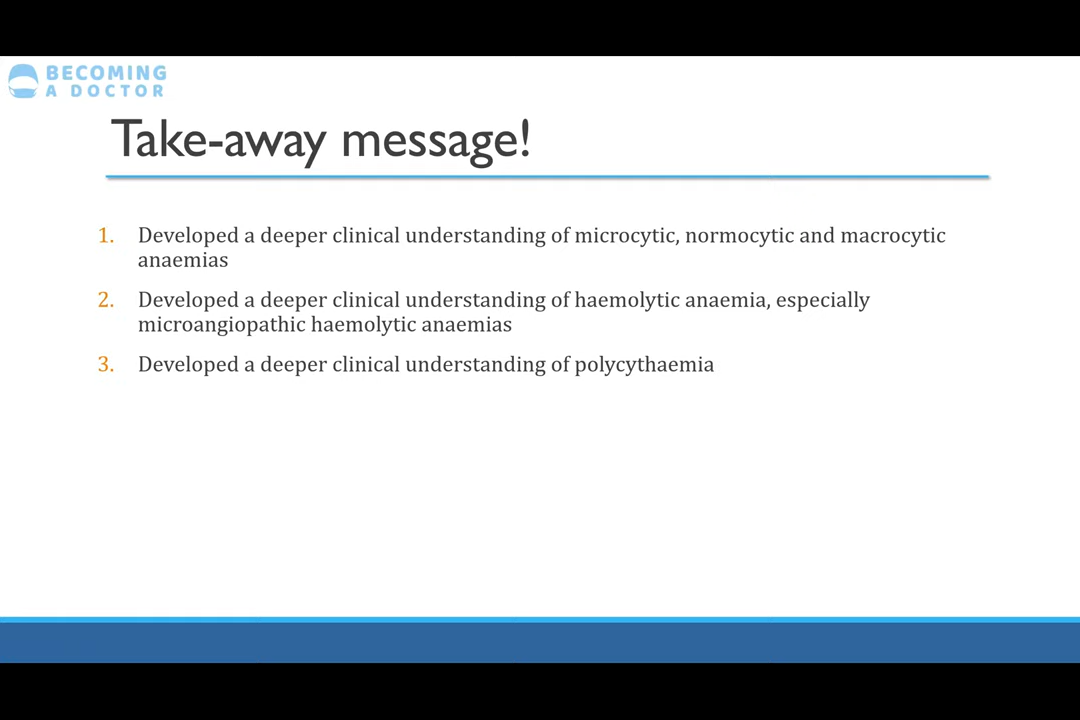 BECOMING
A DOCTOR
Take-away message!
1. Developed a deeper clinical understanding of microcytic, normocytic and macrocytic
anaemias
2. Developed a deeper clinical understanding of haemolytic anaemia, especially
microangiopathic haemolytic anaemias
3. Developed a deeper clinical understanding of polycythaemia